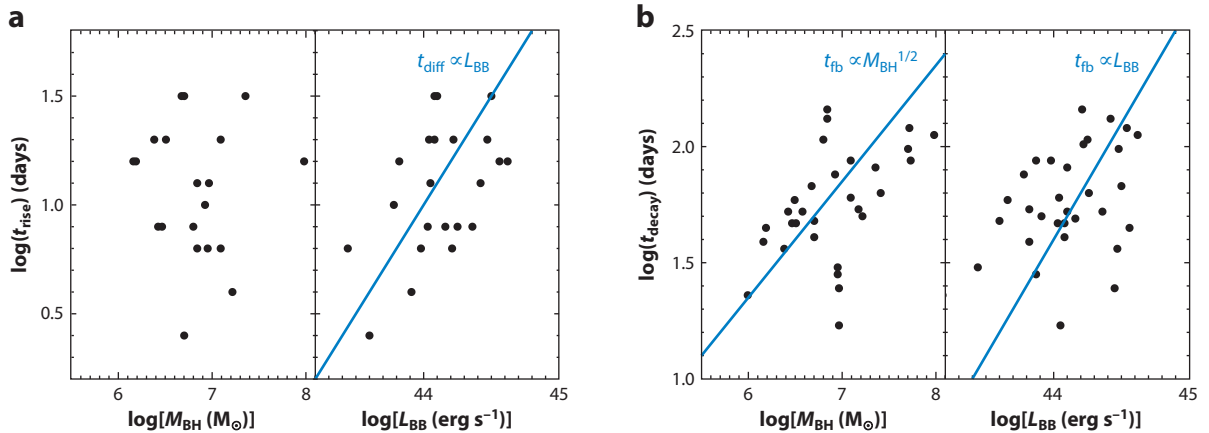 a
t_diff ∝ L_BB
1.5
1.0
0.5
log(t_rise) (days)
6
7
8
44
45
log[M_BH (M_⊙)]
log[L_BB (erg s⁻¹)]
b
t_fb ∝ M_BH^1/2
t_fb ∝ L_BB
2.5
2.0
1.5
1.0
log(t_decay) (days)
6
7
8
44
45
log[M_BH (M_⊙)]
log[L_BB (erg s⁻¹)]